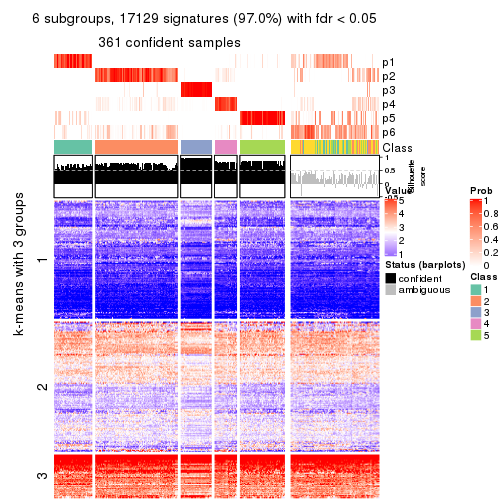 6 subgroups, 17129 signatures (97.0%) with fdr < 0.05
361 confident samples
p1
p2
p3
p4
p5
p6
Class
1
0.5
0
-0.5
Silhouette
score
k-means with 3 groups
1
2
3
Value
5
4
3
2
1
Status (barplots)
confident
ambiguous
Prob
1
0.8
0.6
0.4
0.2
0
Class
1
2
3
4
5